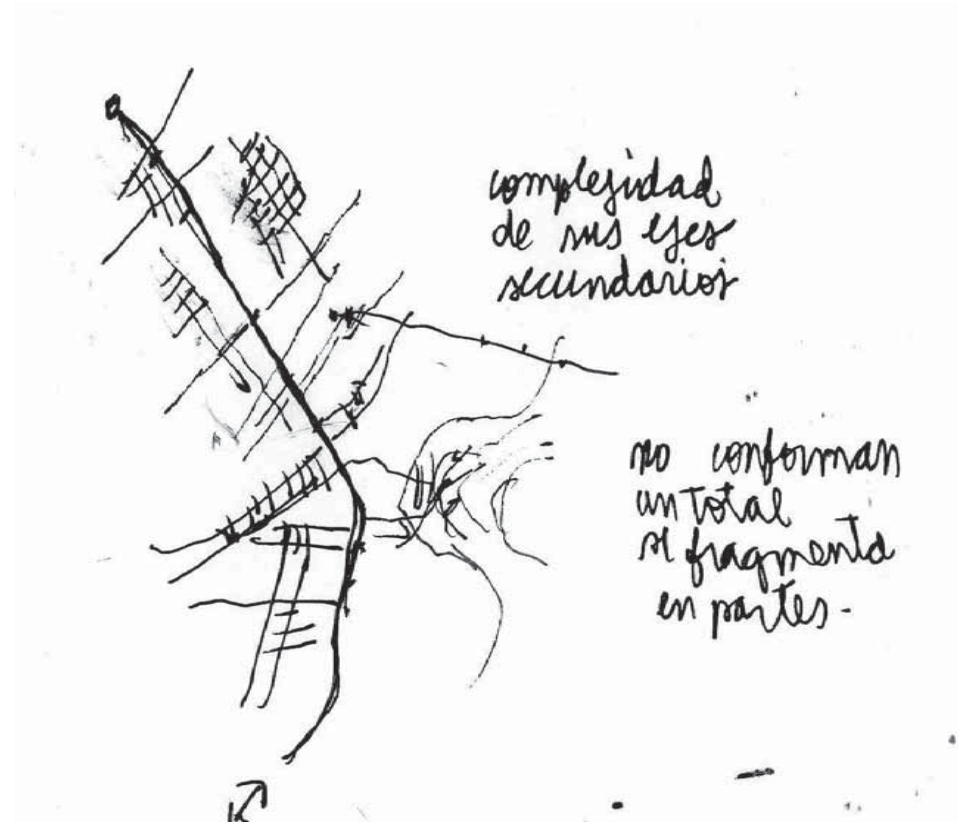 complejidad
de sus ejes
secundarios
no conforman
un total
se fragmenta
en partes-